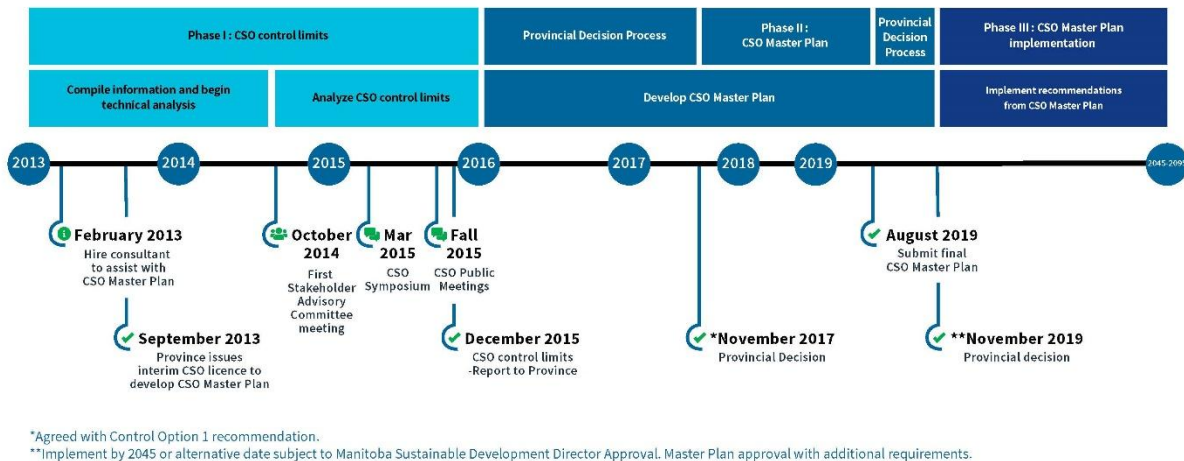 Phase I : CSO control limits
Provincial Decision Process
Phase II :
CSO Master Plan
Provincial
Decision
Process
Phase III : CSO Master Plan
implementation
Compile information and begin
technical analysis
Analyze CSO control limits
Develop CSO Master Plan
Implement recommendations
from CSO Master Plan
2013
2014
2015
2016
2017
2018
2019
2045-2095
February 2013
Hire consultant
to assist with
CSO Master Plan
October
2014
First
Stakeholder
Advisory
Committee
meeting
Mar
2015
CSO
Symposium
Fall
2015
CSO Public
Meetings
August 2019
Submit final
CSO Master Plan
September 2013
Province issues
interim CSO licence to
develop CSO Master Plan
December 2015
CSO control limits
-Report to Province
*November 2017
Provincial Decision
**November 2019
Provincial decision
*Agreed with Control Option 1 recommendation.
**Implement by 2045 or alternative date subject to Manitoba Sustainable Development Director Approval. Master Plan approval with additional requirements.